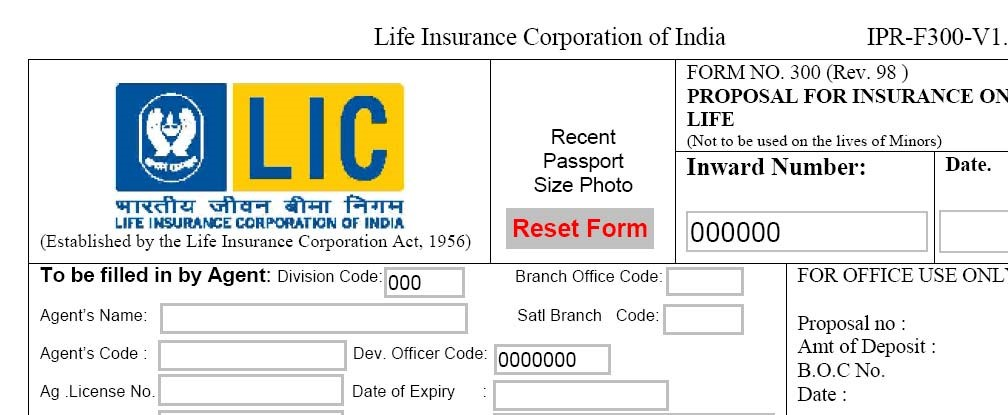 Life Insurance Corporation of India IPR-F300-V1.
LIC
भारतीय जीवन बीमा निगम
LIFE INSURANCE CORPORATION OF INDIA
(Established by the Life Insurance Corporation Act, 1956)
Recent
Passport
Size Photo
Reset Form
FORM NO. 300 (Rev. 98 )
PROPOSAL FOR INSURANCE ON
LIFE
(Not to be used on the lives of Minors)
Inward Number: Date.
000000
To be filled in by Agent: Division Code: 000 Branch Office Code:
Agent's Name: Satl Branch Code:
Agent's Code : Dev. Officer Code: 0000000
Ag .License No. Date of Expiry :
FOR OFFICE USE ONLY
Proposal no :
Amt of Deposit :
B.O.C No.
Date :